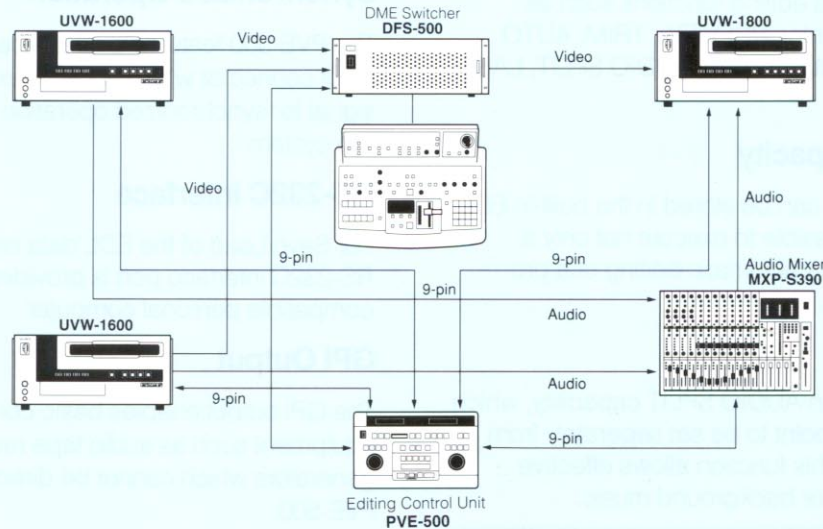 DME Switcher
DFS-500
UVW-1600
Video
Video
UVW-1800
Video
Audio
9-pin
9-pin
9-pin
Audio Mixer
MXP-S390
Audio
UVW-1600
Audio
9-pin
9-pin
Editing Control Unit
PVE-500